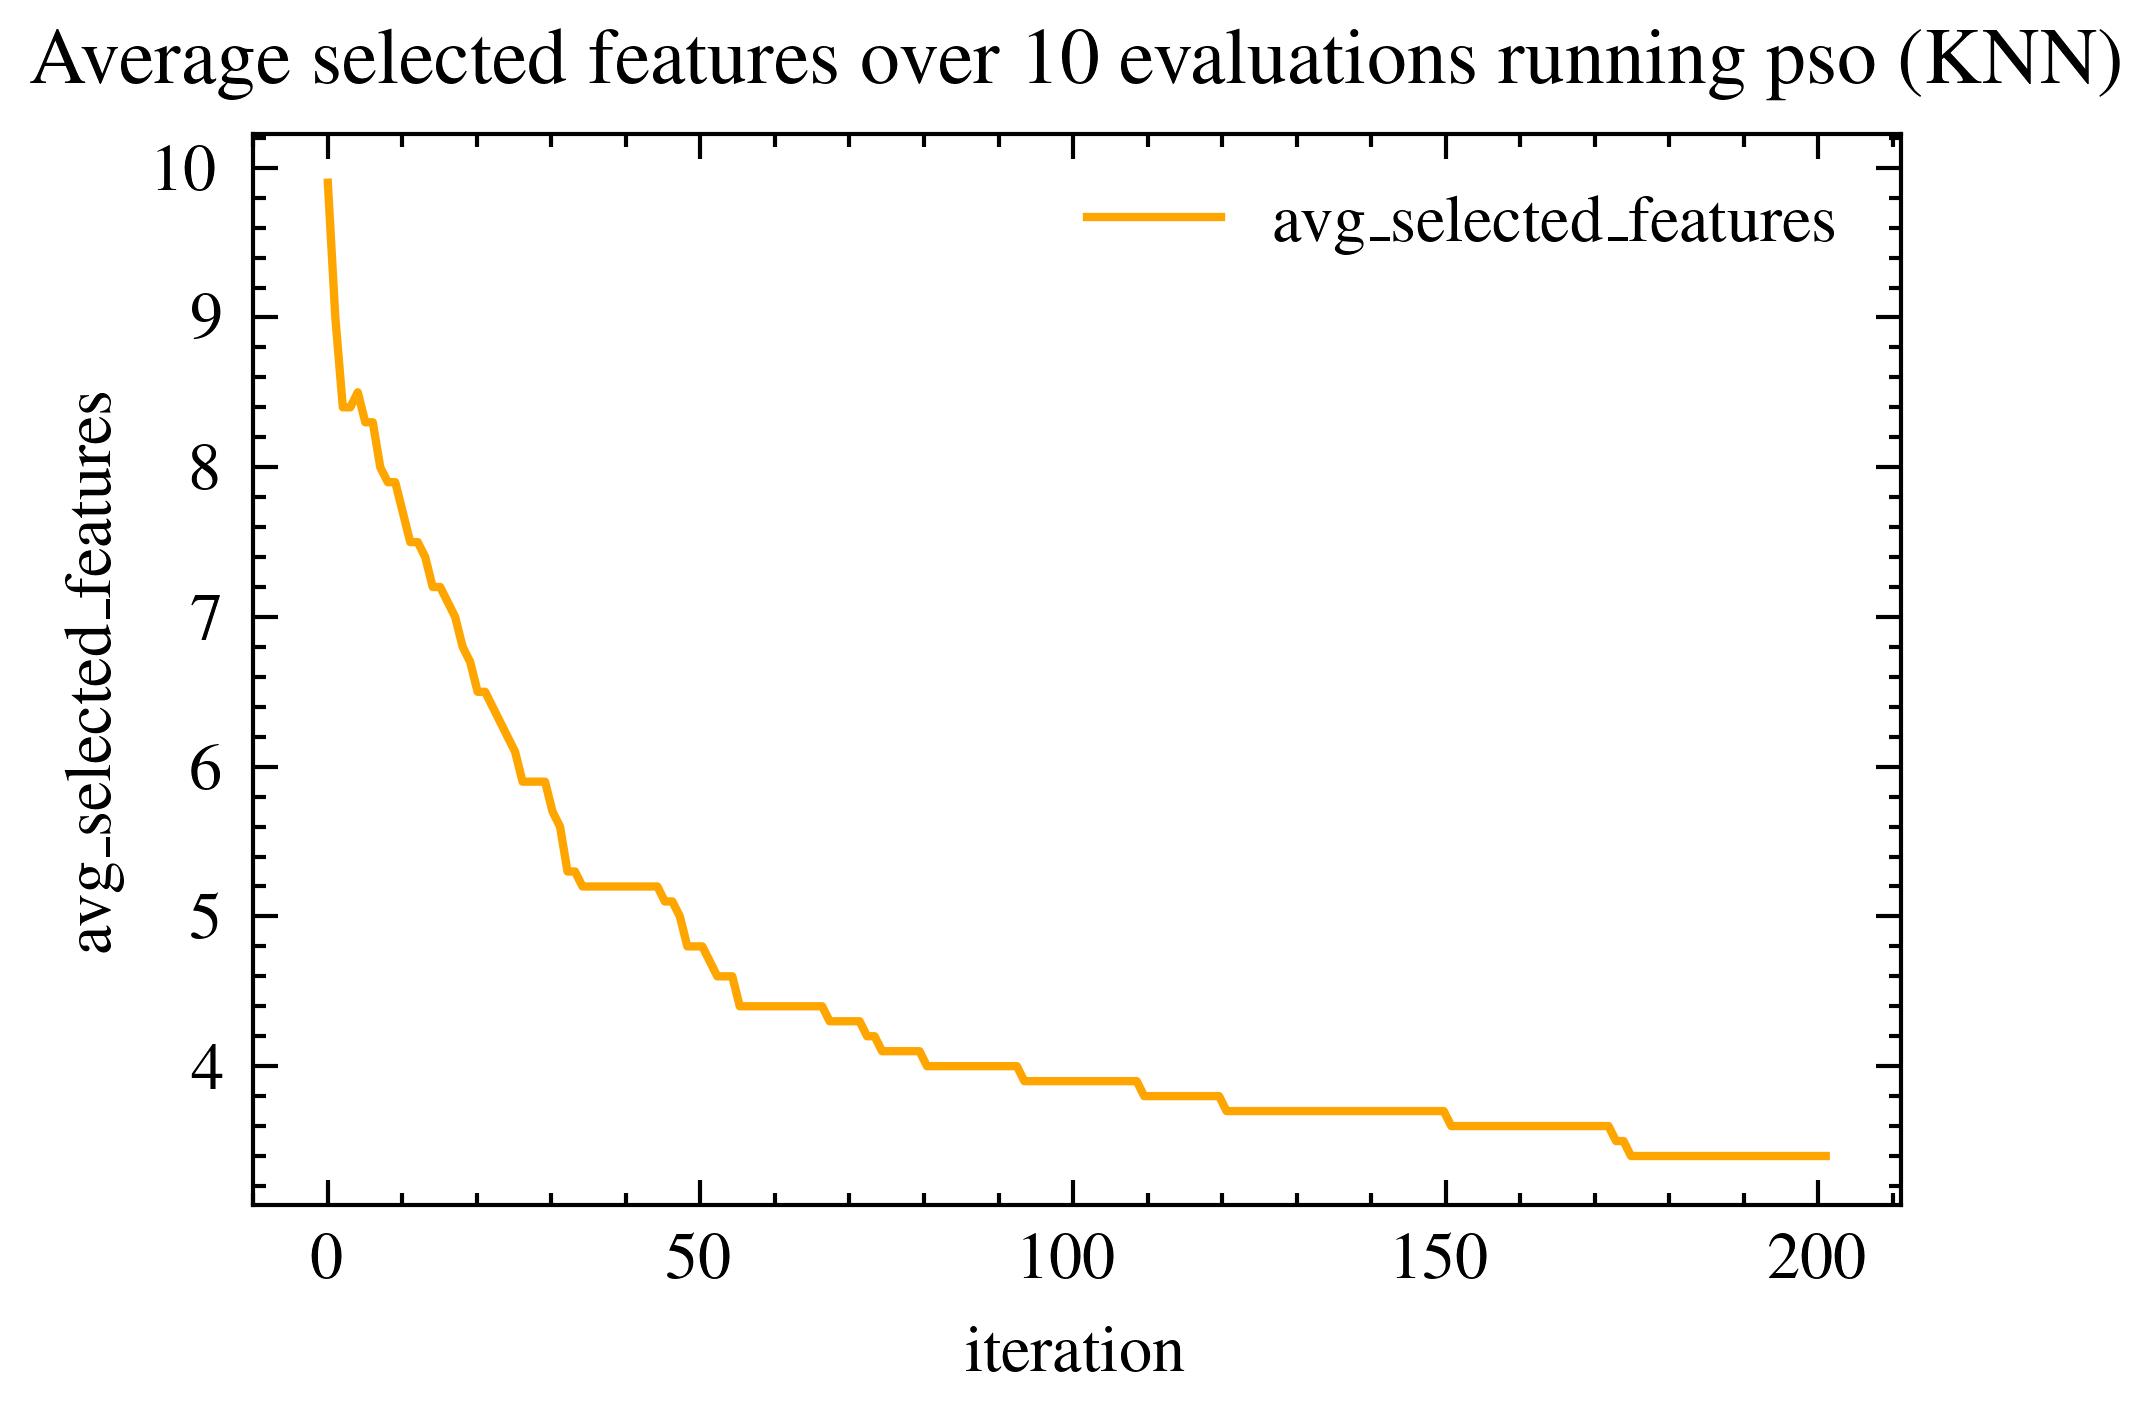 Average selected features over 10 evaluations running pso (KNN)
avg_selected_features
10
9
8
7
6
5
4
avg_selected_features
0 50 100 150 200
iteration